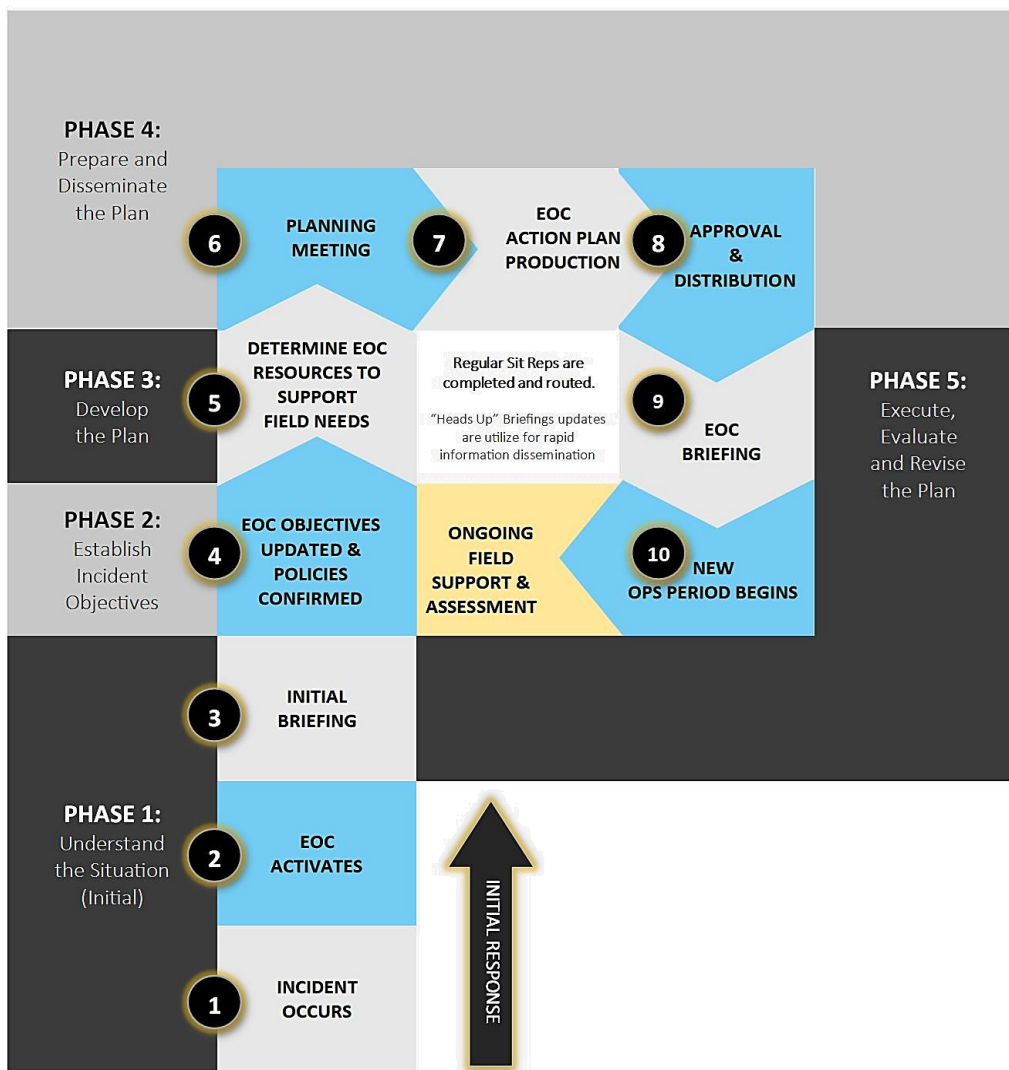 PHASE 4:
Prepare and
Disseminate
the Plan
6
PLANNING
MEETING
7
EOC
ACTION PLAN
PRODUCTION
8
APPROVAL
&
DISTRIBUTION
PHASE 3:
Develop
the Plan
5
DETERMINE EOC
RESOURCES TO
SUPPORT
FIELD NEEDS
Regular Sit Reps are
completed and routed.
“Heads Up” Briefings updates
are utilize for rapid
information dissemination
9
EOC
BRIEFING
PHASE 5:
Execute,
Evaluate
and Revise
the Plan
PHASE 2:
Establish
Incident
Objectives
4
EOC OBJECTIVES
UPDATED &
POLICIES
CONFIRMED
ONGOING
FIELD
SUPPORT &
ASSESSMENT
10
NEW
OPS PERIOD BEGINS
3
INITIAL
BRIEFING
PHASE 1:
Understand
the Situation
(Initial)
2
EOC
ACTIVATES
1
INCIDENT
OCCURS
INITIAL RESPONSE